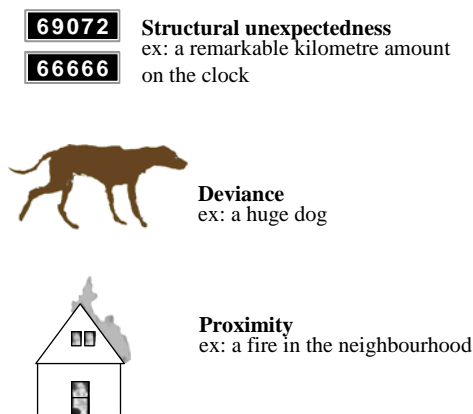 69072
66666
Structural unexpectedness
ex: a remarkable kilometre amount
on the clock
Deviance
ex: a huge dog
Proximity
ex: a fire in the neighbourhood